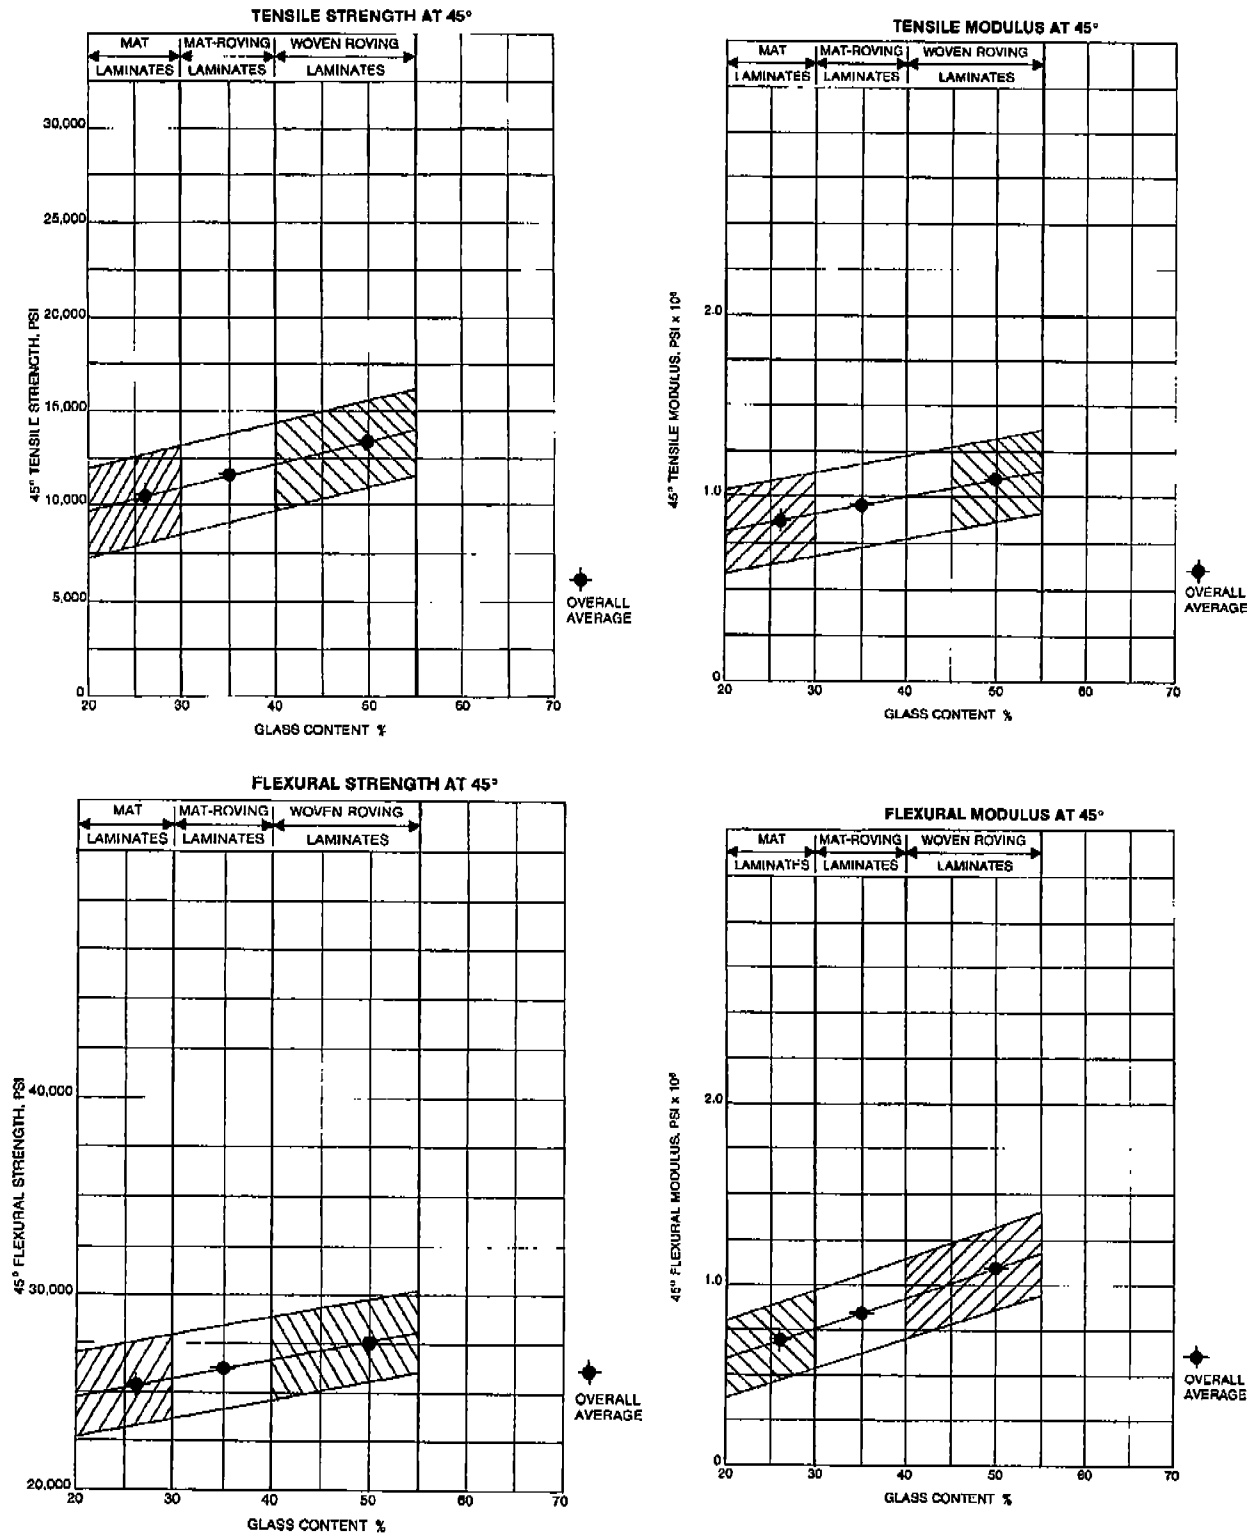 TENSILE STRENGTH AT 45°
MAT
MAT-ROVING
WOVEN ROVING
LAMINATES
LAMINATES
LAMINATES
30,000
25,000
20,000
15,000
10,000
5,000
0
45° TENSILE STRENGTH, PSI
20
30
40
50
60
70
GLASS CONTENT %
OVERALL
AVERAGE
TENSILE MODULUS AT 45°
MAT
MAT-ROVING
WOVEN ROVING
LAMINATES
LAMINATES
LAMINATES
2.0
1.0
0
45° TENSILE MODULUS, PSI x 10⁶
20
30
40
50
60
70
GLASS CONTENT %
OVERALL
AVERAGE
FLEXURAL STRENGTH AT 45°
MAT
MAT-ROVING
WOVEN ROVING
LAMINATES
LAMINATES
LAMINATES
40,000
30,000
20,000
45° FLEXURAL STRENGTH, PSI
20
30
40
50
60
70
GLASS CONTENT %
OVERALL
AVERAGE
FLEXURAL MODULUS AT 45°
MAT
MAT-ROVING
WOVEN ROVING
LAMINATES
LAMINATES
LAMINATES
2.0
1.0
0
45° FLEXURAL MODULUS, PSI x 10⁶
20
30
40
50
60
70
GLASS CONTENT %
OVERALL
AVERAGE